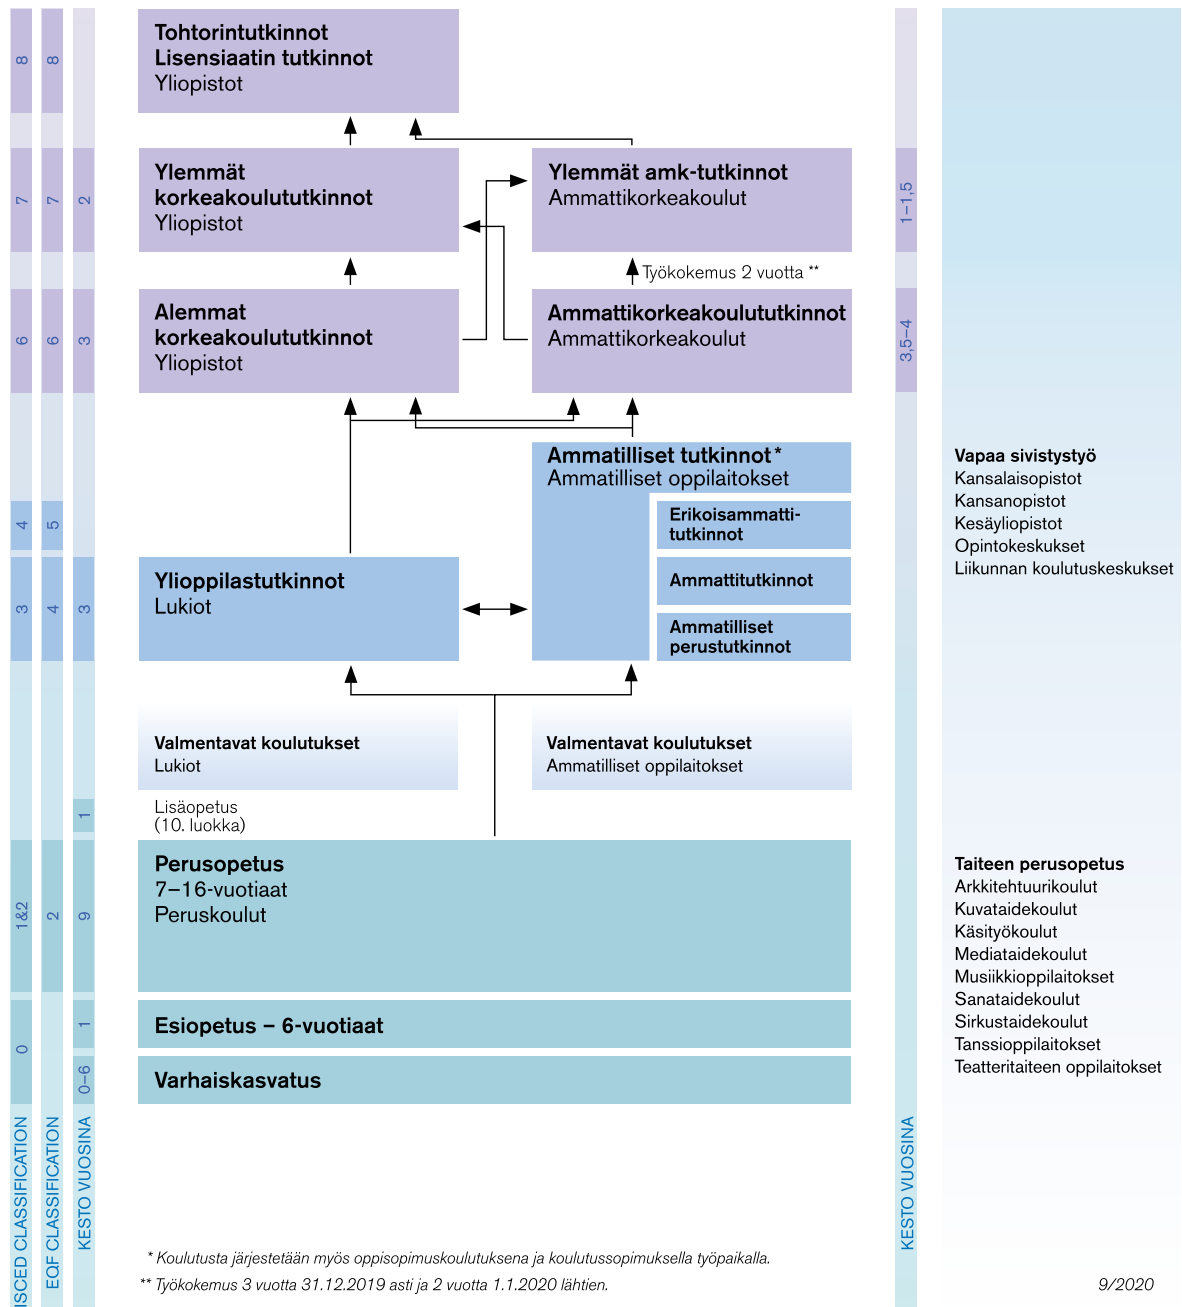 Tohtorintutkinnot
Lisensiaatin tutkinnot
Yliopistot
8
8
Ylemmät
korkeakoulututkinnot
Yliopistot
Ylemmät amk-tutkinnot
Ammattikorkeakoulut
7
7
2
1–1,5
Työkokemus 2 vuotta **
Alemmat
korkeakoulututkinnot
Yliopistot
Ammattikorkeakoulututkinnot
Ammattikorkeakoulut
6
6
3
3,5–4
Ammatilliset tutkinnot *
Ammatilliset oppilaitokset
Erikoisammatti-
tutkinnot
Ammattitutkinnot
Ammatilliset
perustutkinnot
4
5
Ylioppilastutkinnot
Lukiot
3
4
3
Valmentavat koulutukset
Lukiot
Valmentavat koulutukset
Ammatilliset oppilaitokset
Lisäopetus
(10. luokka)
1
Perusopetus
7–16-vuotiaat
Peruskoulut
1&2
2
9
Esiopetus – 6-vuotiaat
1
0
Varhaiskasvatus
0–6
ISCED CLASSIFICATION
EQF CLASSIFICATION
KESTO VUOSINA
KESTO VUOSINA
Vapaa sivistystyö
Kansalaisopistot
Kansanopistot
Kesäyliopistot
Opintokeskukset
Liikunnan koulutuskeskukset
Taiteen perusopetus
Arkkitehtuurikoulut
Kuvataidekoulut
Käsityökoulut
Mediataidekoulut
Musiikkioppilaitokset
Sanataidekoulut
Sirkustaidekoulut
Tanssioppilaitokset
Teatteritaiteen oppilaitokset
* Koulutusta järjestetään myös oppisopimuskoulutuksena ja koulutussopimuksella työpaikalla.
** Työkokemus 3 vuotta 31.12.2019 asti ja 2 vuotta 1.1.2020 lähtien.
9/2020